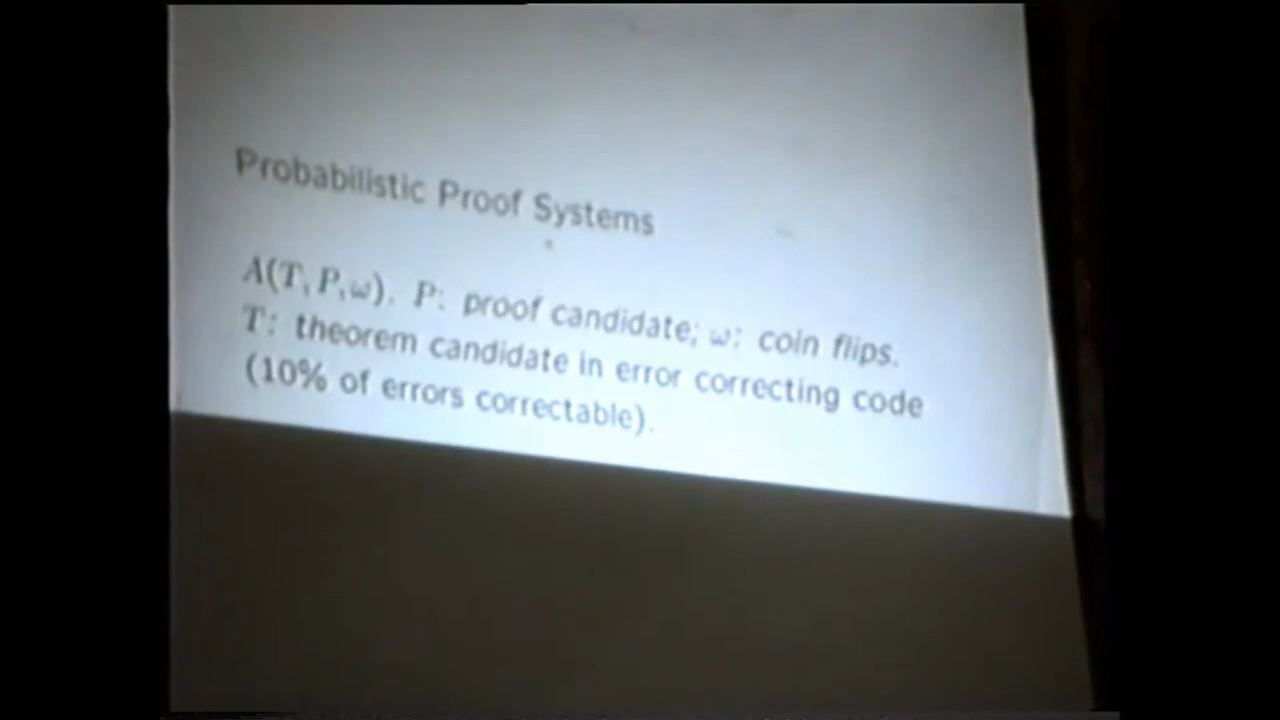 Probabilistic Proof Systems
A(T, P, ω). P: proof candidate; ω: coin flips.
T: theorem candidate in error correcting code
(10% of errors correctable).